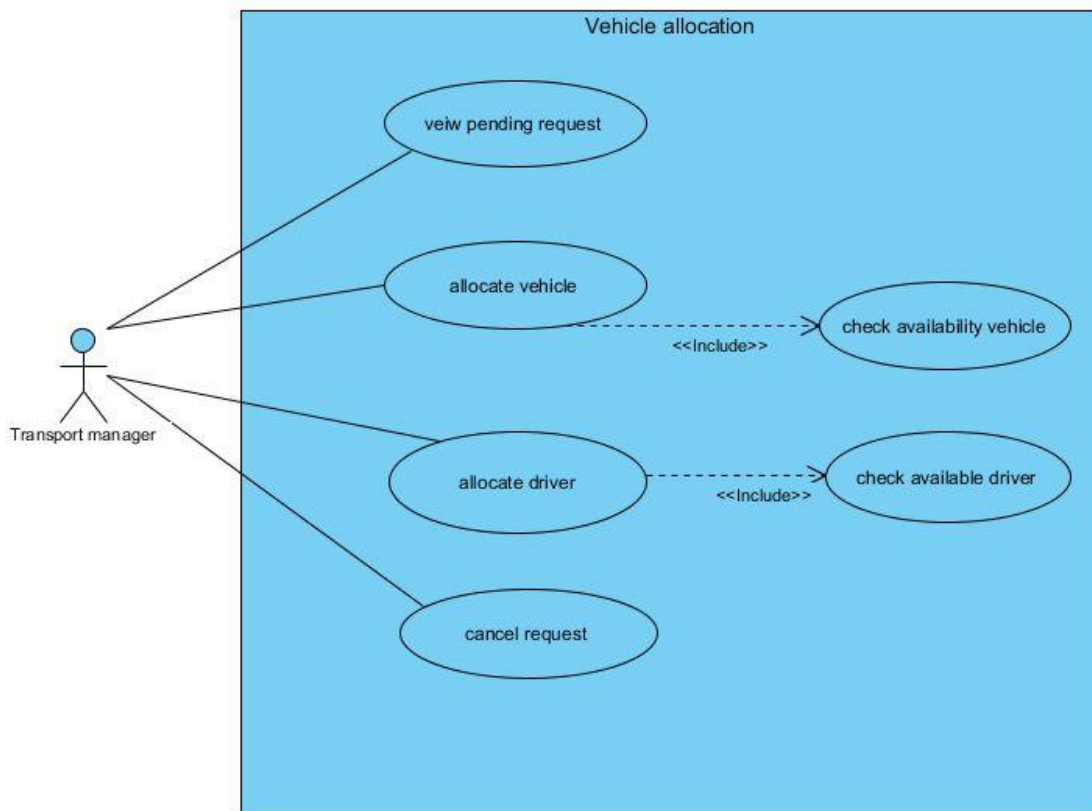 Vehicle allocation
veiw pending request
allocate vehicle
check availability vehicle
<<Include>>
Transport manager
allocate driver
check available driver
<<Include>>
cancel request